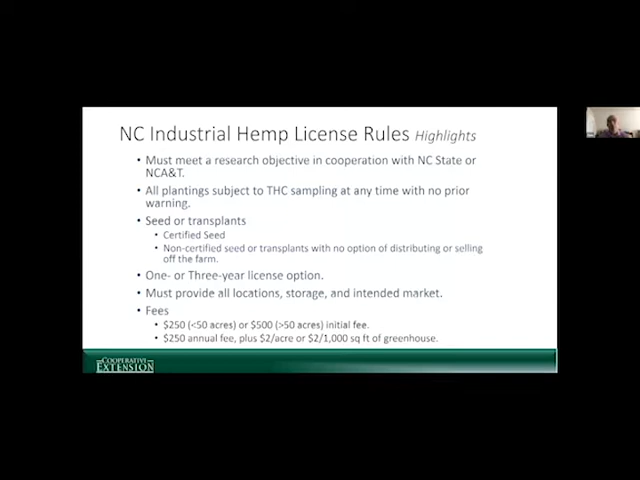 NC Industrial Hemp License Rules Highlights
• Must meet a research objective in cooperation with NC State or
NCA&T.
• All plantings subject to THC sampling at any time with no prior
warning.
• Seed or transplants
• Certified Seed
• Non-certified seed or transplants with no option of distributing or selling
off the farm.
• One- or Three-year license option.
• Must provide all locations, storage, and intended market.
• Fees
• $250 (<50 acres) or $500 (>50 acres) initial fee.
• $250 annual fee, plus $2/acre or $2/1,000 sq ft of greenhouse.
COOPERATIVE
EXTENSION